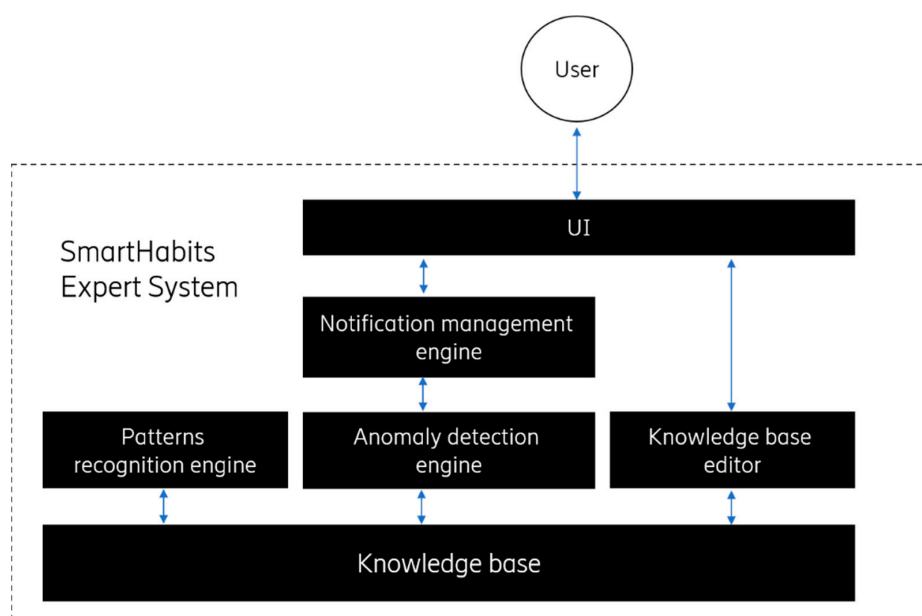 User
UI
SmartHabits
Expert System
Notification management
engine
Patterns
recognition engine
Anomaly detection
engine
Knowledge base
editor
Knowledge base